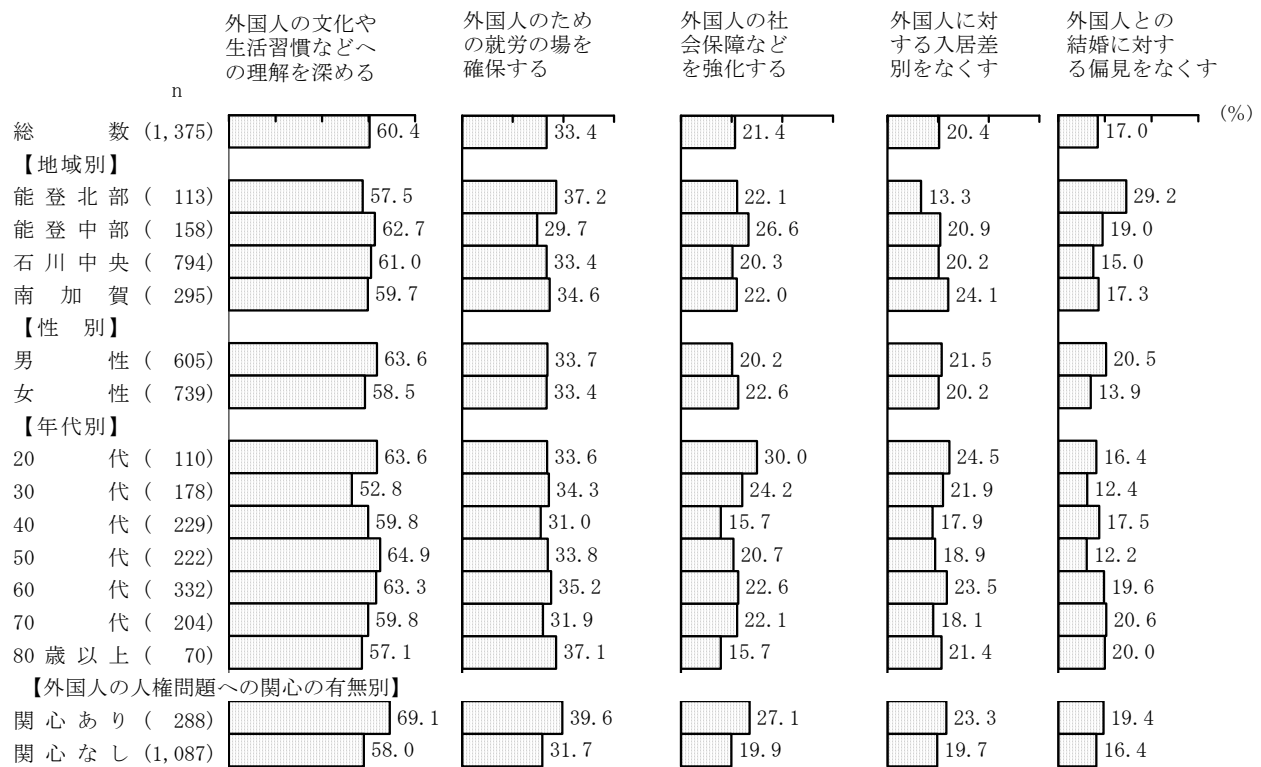 外国人の文化や
生活習慣などへ
の理解を深める
外国人のため
の就労の場を
確保する
外国人の社
会保障など
を強化する
外国人に対
する入居差
別をなくす
外国人との
結婚に対す
る偏見をなくす
n
(%)
総 数 (1,375) 60.4 33.4 21.4 20.4 17.0
【地域別】
能登北部 ( 113) 57.5 37.2 22.1 13.3 29.2
能登中部 ( 158) 62.7 29.7 26.6 20.9 19.0
石川中央 ( 794) 61.0 33.4 20.3 20.2 15.0
南加賀 ( 295) 59.7 34.6 22.0 24.1 17.3
【性 別】
男 性 ( 605) 63.6 33.7 20.2 21.5 20.5
女 性 ( 739) 58.5 33.4 22.6 20.2 13.9
【年代別】
20 代 ( 110) 63.6 33.6 30.0 24.5 16.4
30 代 ( 178) 52.8 34.3 24.2 21.9 12.4
40 代 ( 229) 59.8 31.0 15.7 17.9 17.5
50 代 ( 222) 64.9 33.8 20.7 18.9 12.2
60 代 ( 332) 63.3 35.2 22.6 23.5 19.6
70 代 ( 204) 59.8 31.9 22.1 18.1 20.6
80歳以上 ( 70) 57.1 37.1 15.7 21.4 20.0
【外国人の人権問題への関心の有無別】
関心あり ( 288) 69.1 39.6 27.1 23.3 19.4
関心なし (1,087) 58.0 31.7 19.9 19.7 16.4